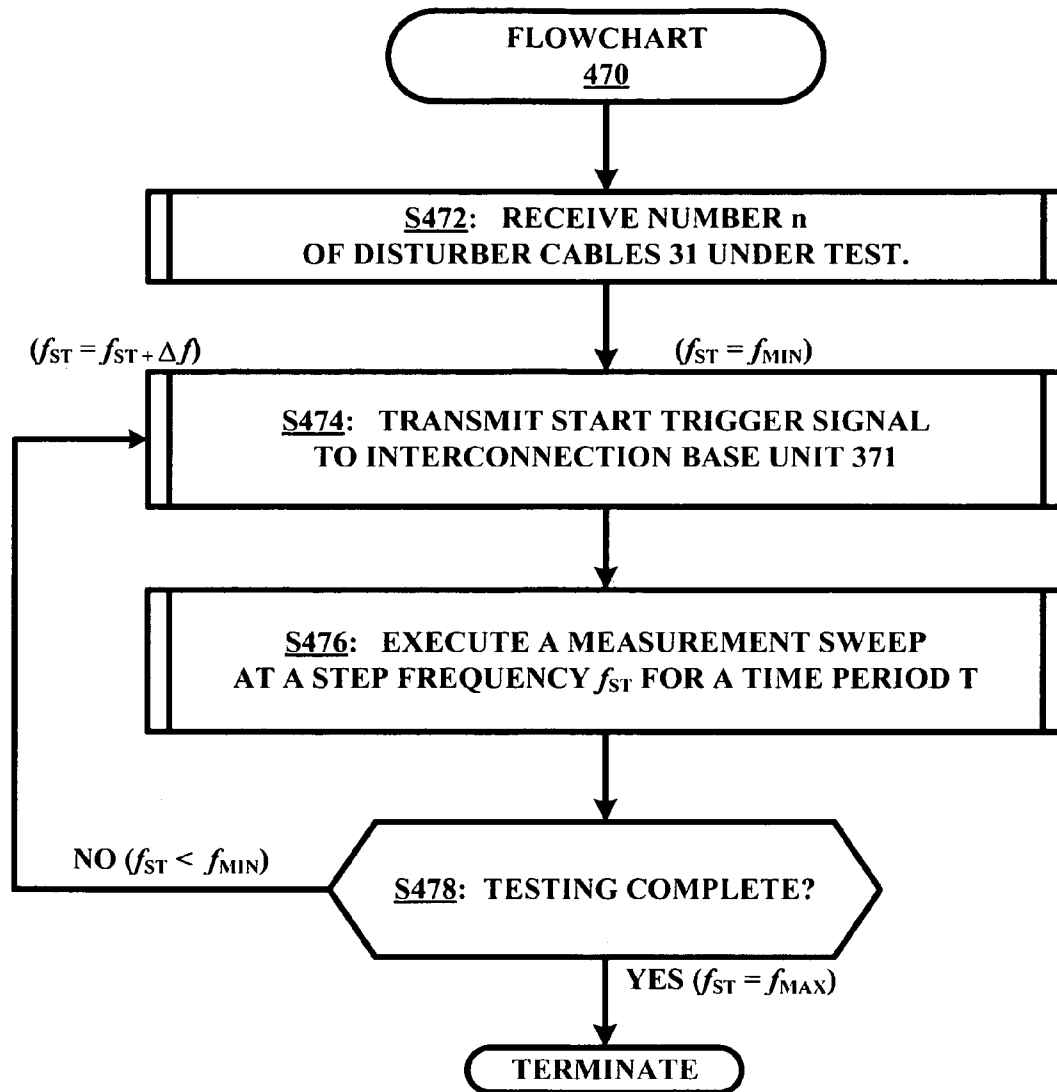 FLOWCHART
470
S472: RECEIVE NUMBER n
OF DISTURBER CABLES 31 UNDER TEST.
(fST = fST + Δf)
(fST = fMIN)
S474: TRANSMIT START TRIGGER SIGNAL
TO INTERCONNECTION BASE UNIT 371
S476: EXECUTE A MEASUREMENT SWEEP
AT A STEP FREQUENCY fST FOR A TIME PERIOD T
NO (fST < fMIN)
S478: TESTING COMPLETE?
YES (fST = fMAX)
TERMINATE